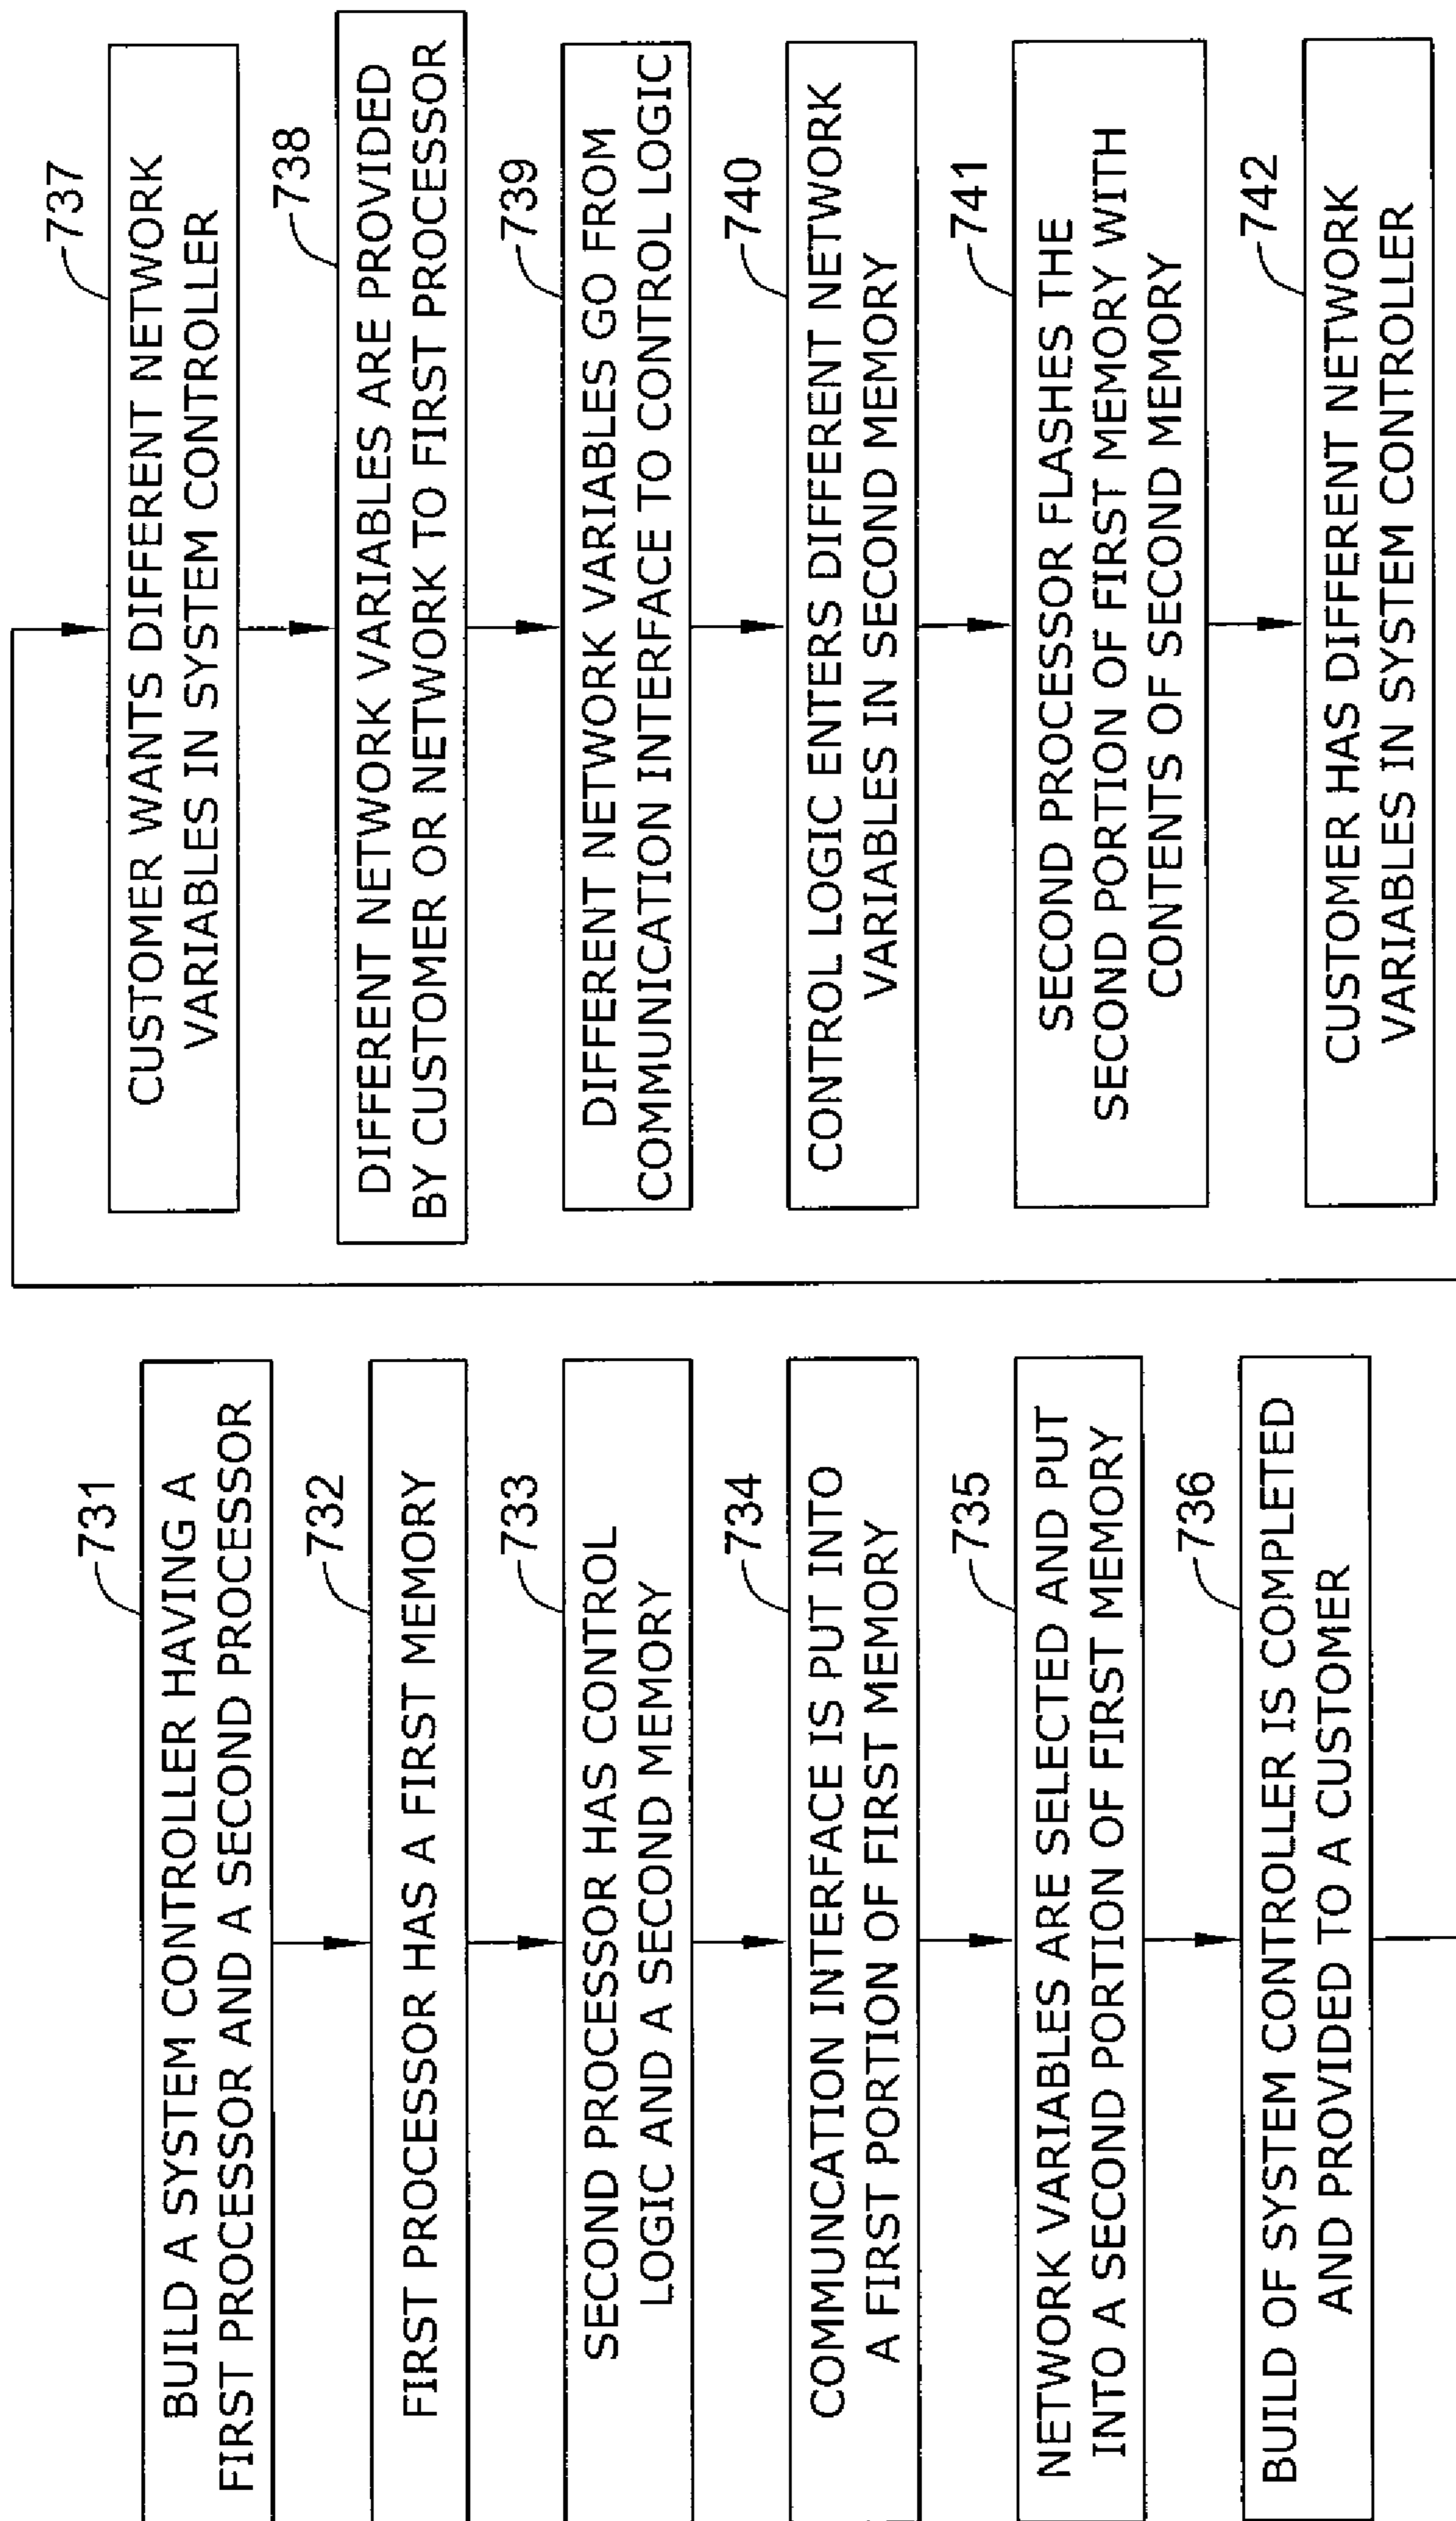 731
BUILD A SYSTEM CONTROLLER HAVING A
FIRST PROCESSOR AND A SECOND PROCESSOR
732
FIRST PROCESSOR HAS A FIRST MEMORY
733
SECOND PROCESSOR HAS CONTROL
LOGIC AND A SECOND MEMORY
734
COMMUNCATION INTERFACE IS PUT INTO
A FIRST PORTION OF FIRST MEMORY
735
NETWORK VARIABLES ARE SELECTED AND PUT
INTO A SECOND PORTION OF FIRST MEMORY
736
BUILD OF SYSTEM CONTROLLER IS COMPLETED
AND PROVIDED TO A CUSTOMER
737
CUSTOMER WANTS DIFFERENT NETWORK
VARIABLES IN SYSTEM CONTROLLER
738
DIFFERENT NETWORK VARIABLES ARE PROVIDED
BY CUSTOMER OR NETWORK TO FIRST PROCESSOR
739
DIFFERENT NETWORK VARIABLES GO FROM
COMMUNICATION INTERFACE TO CONTROL LOGIC
740
CONTROL LOGIC ENTERS DIFFERENT NETWORK
VARIABLES IN SECOND MEMORY
741
SECOND PROCESSOR FLASHES THE
SECOND PORTION OF FIRST MEMORY WITH
CONTENTS OF SECOND MEMORY
742
CUSTOMER HAS DIFFERENT NETWORK
VARIABLES IN SYSTEM CONTROLLER